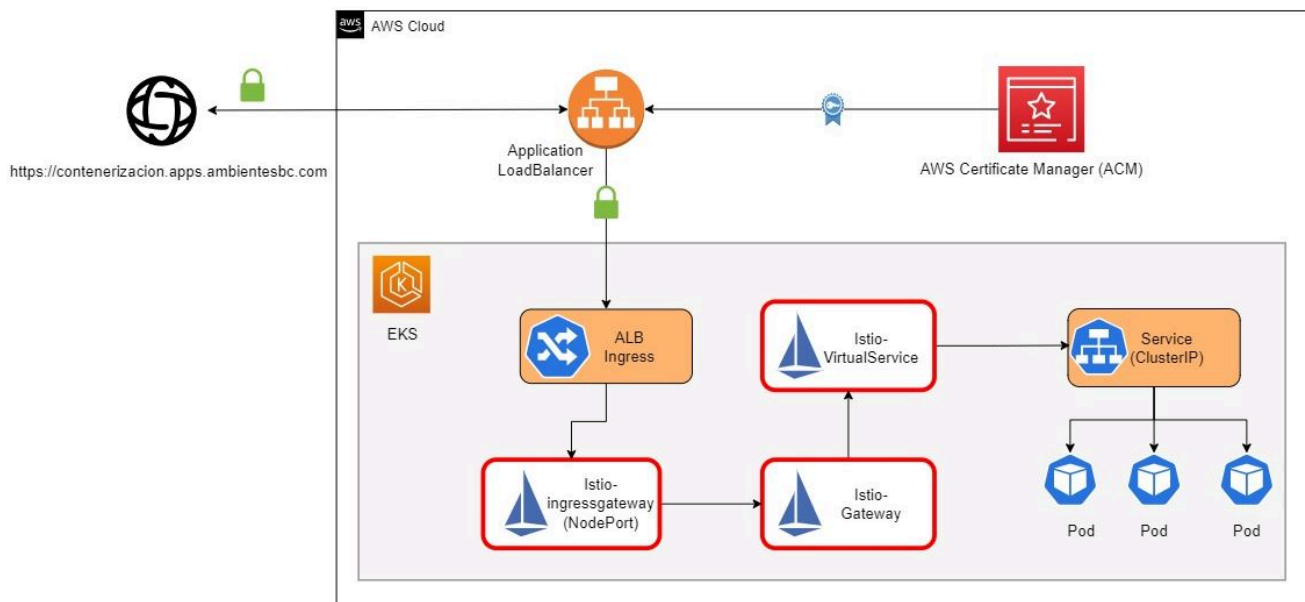 aws
AWS Cloud
https://contenerizacion.apps.ambientesbc.com
Application
LoadBalancer
AWS Certificate Manager (ACM)
K
EKS
ALB
Ingress
Istio-
VirtualService
Service
(ClusterIP)
Istio-
ingressgateway
(NodePort)
Istio-
Gateway
Pod
Pod
Pod